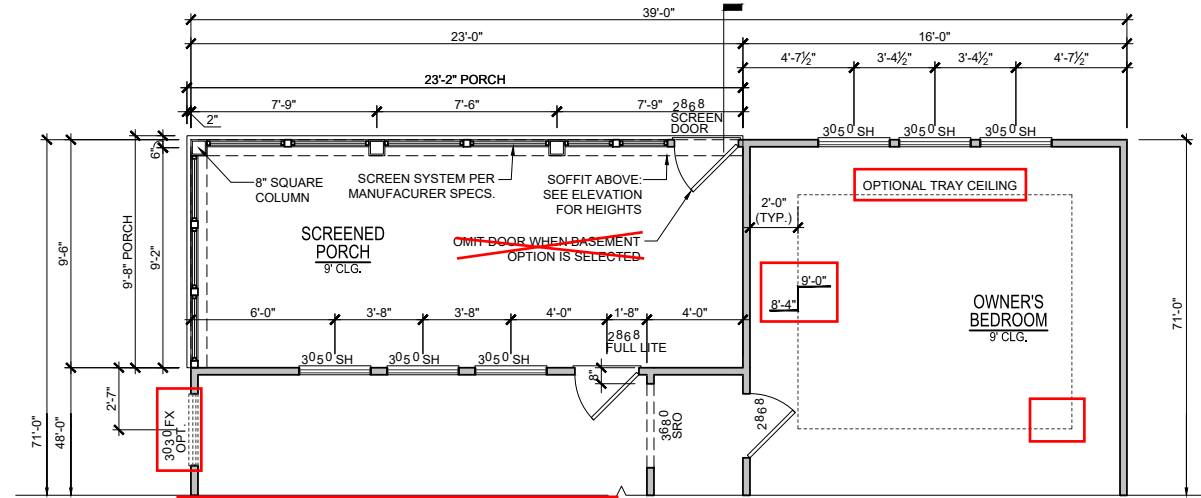 39'-0"
23'-0"
16'-0"
4'-7½"
3'-4½"
3'-4½"
4'-7½"
23'-2" PORCH
7'-9"
7'-6"
7'-9"
2868
SCREEN
DOOR
2"
6"
3050 SH
3050 SH
3050 SH
8" SQUARE
COLUMN
SCREEN SYSTEM PER
MANUFACURER SPECS.
SOFFIT ABOVE:
SEE ELEVATION
FOR HEIGHTS
OPTIONAL TRAY CEILING
2'-0"
(TYP.)
SCREENED
PORCH
9' CLG.
OMIT DOOR WHEN BASEMENT
OPTION IS SELECTED
9'-6"
9'-8" PORCH
9'-2"
9'-0"
8'-4"
OWNER'S
BEDROOM
9' CLG.
71'-0"
6'-0"
3'-8"
3'-8"
4'-0"
1'-8"
4'-0"
2868
FULL LITE
3050 SH
3050 SH
3050 SH
8"
2'-7"
3030 FX
OPT.
3680
SRO
2868
71'-0"
48'-0"